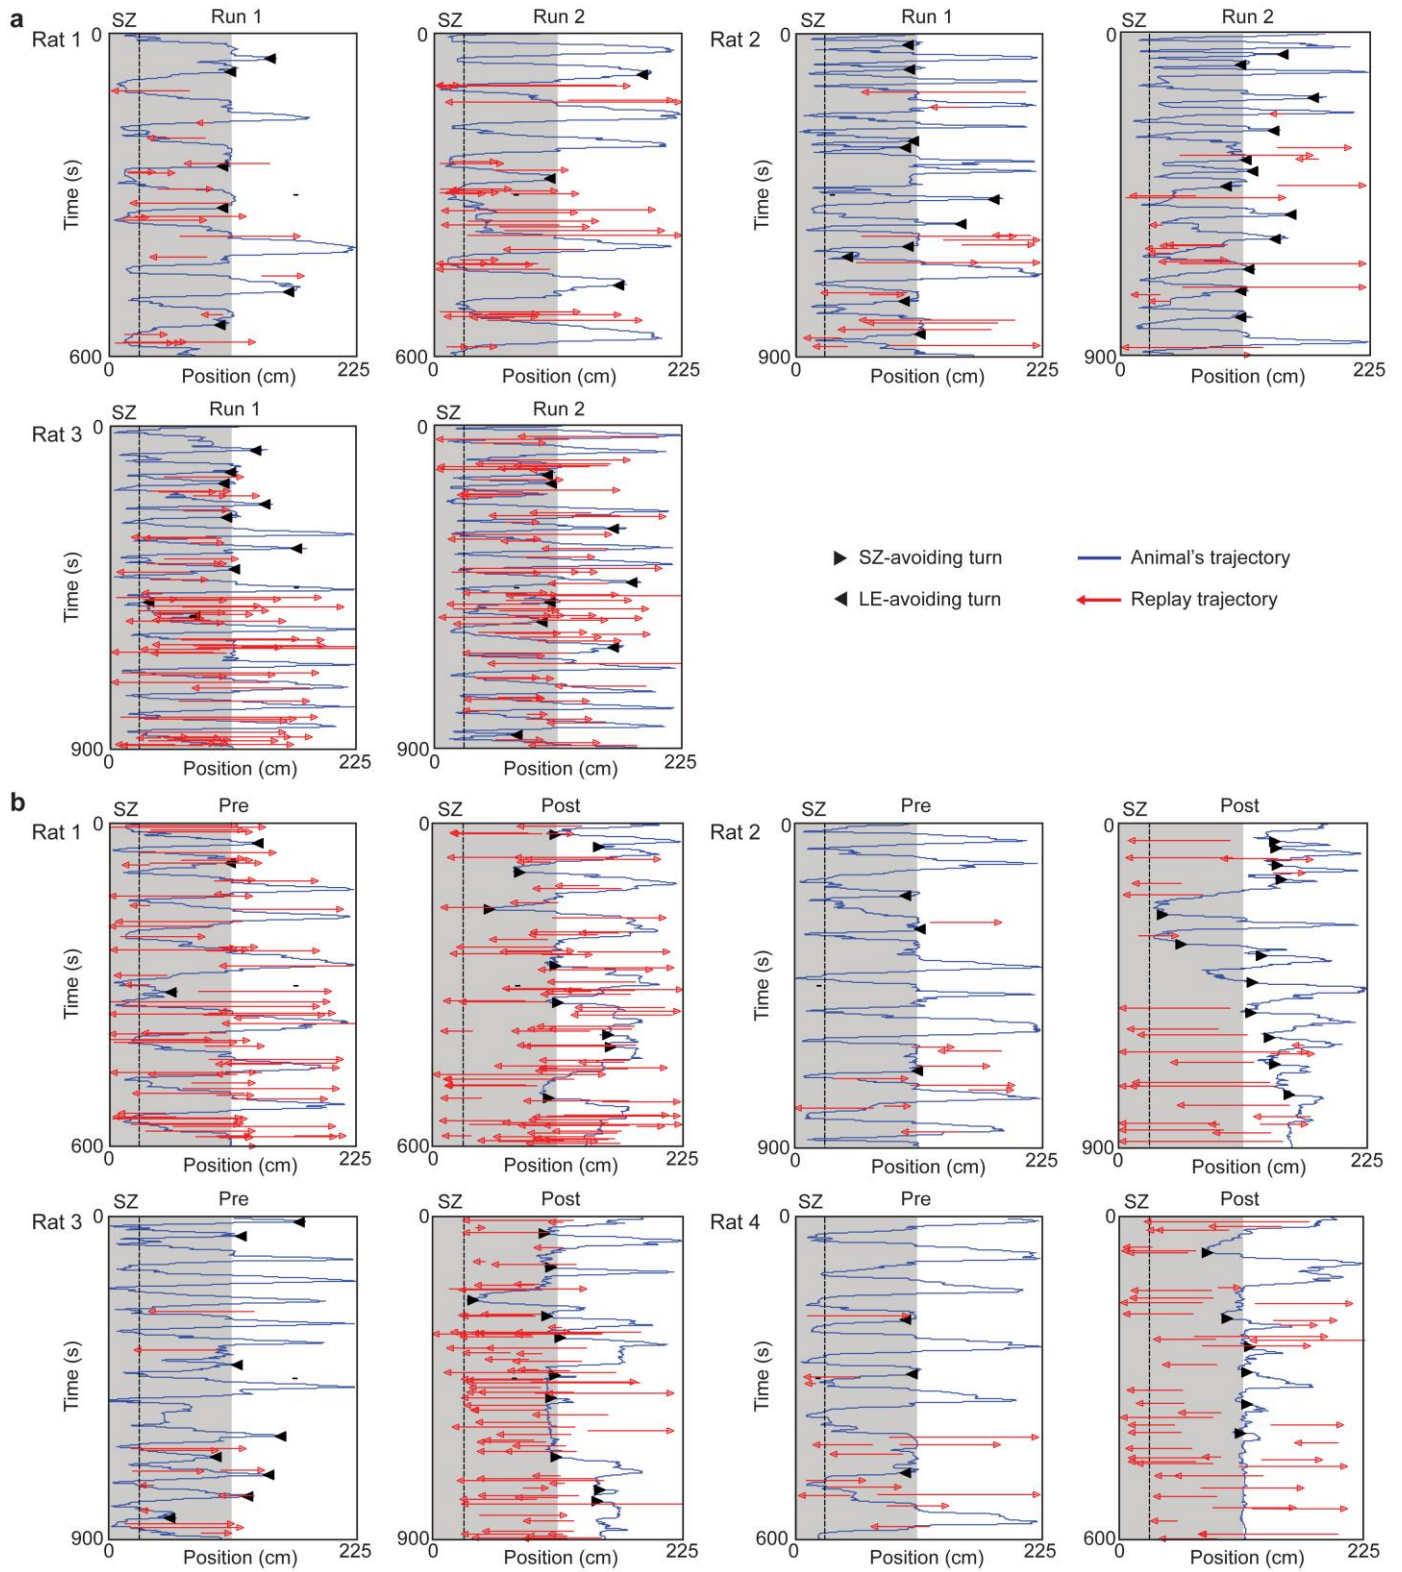 a
SZ Run 1 SZ Run 2 SZ Run 1 SZ Run 2
Rat 1 0 0 Rat 2 0 0
Time (s) Time (s)
600 600 900 900
0 Position (cm) 225 0 Position (cm) 225 0 Position (cm) 225 0 Position (cm) 225
SZ Run 1 SZ Run 2
Rat 3 0 0
SZ-avoiding turn Animal's trajectory
LE-avoiding turn Replay trajectory
Time (s)
900 900
0 Position (cm) 225 0 Position (cm) 225
b
SZ Pre SZ Post SZ Pre SZ Post
Rat 1 0 0 Rat 2 0 0
Time (s) Time (s)
600 600 900 900
0 Position (cm) 225 0 Position (cm) 225 0 Position (cm) 225 0 Position (cm) 225
SZ Pre SZ Post SZ Pre SZ Post
Rat 3 0 0 Rat 4 0 0
Time (s) Time (s)
900 900 600 600
0 Position (cm) 225 0 Position (cm) 225 0 Position (cm) 225 0 Position (cm) 225